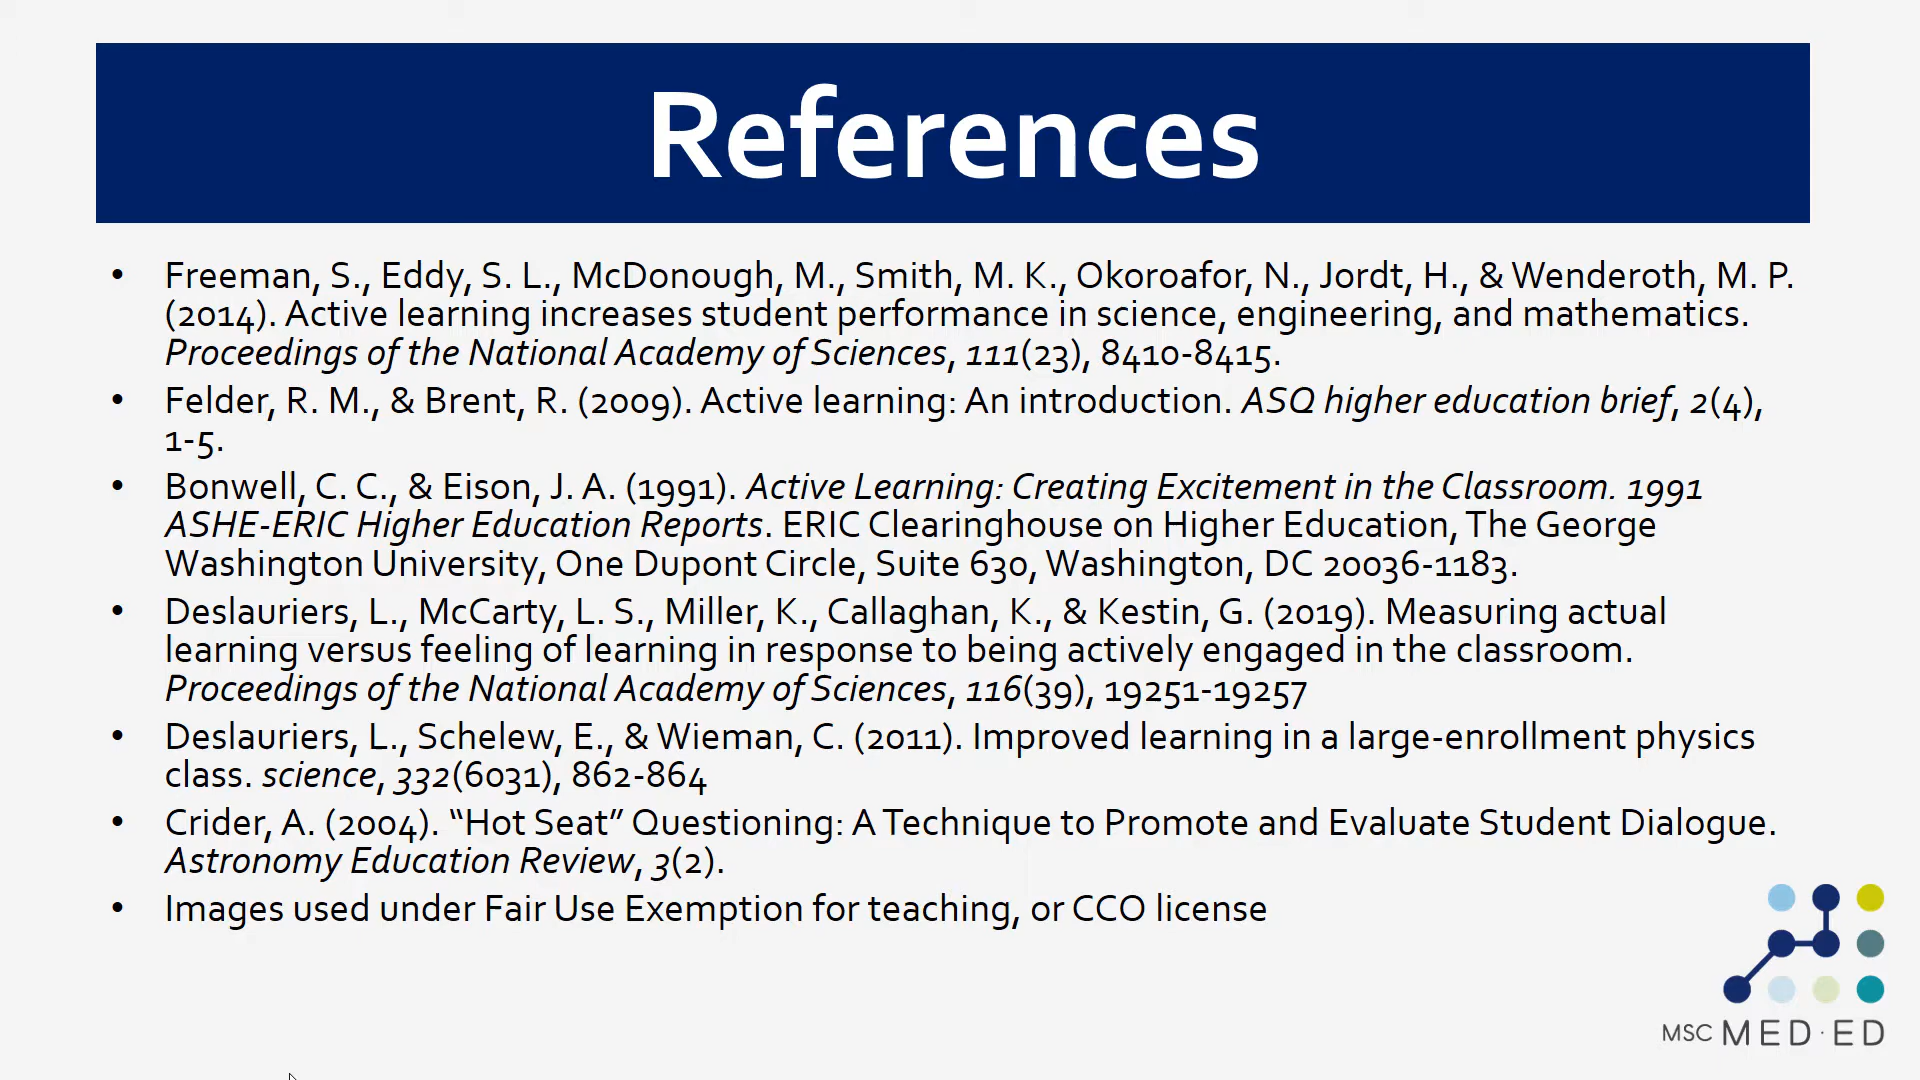 References
• Freeman, S., Eddy, S. L., McDonough, M., Smith, M. K., Okoroafor, N., Jordt, H., & Wenderoth, M. P.
(2014). Active learning increases student performance in science, engineering, and mathematics.
Proceedings of the National Academy of Sciences, 111(23), 8410-8415.
• Felder, R. M., & Brent, R. (2009). Active learning: An introduction. ASQ higher education brief, 2(4),
1-5.
• Bonwell, C. C., & Eison, J. A. (1991). Active Learning: Creating Excitement in the Classroom. 1991
ASHE-ERIC Higher Education Reports. ERIC Clearinghouse on Higher Education, The George
Washington University, One Dupont Circle, Suite 630, Washington, DC 20036-1183.
• Deslauriers, L., McCarty, L. S., Miller, K., Callaghan, K., & Kestin, G. (2019). Measuring actual
learning versus feeling of learning in response to being actively engaged in the classroom.
Proceedings of the National Academy of Sciences, 116(39), 19251-19257
• Deslauriers, L., Schelew, E., & Wieman, C. (2011). Improved learning in a large-enrollment physics
class. science, 332(6031), 862-864
• Crider, A. (2004). “Hot Seat” Questioning: A Technique to Promote and Evaluate Student Dialogue.
Astronomy Education Review, 3(2).
• Images used under Fair Use Exemption for teaching, or CCO license
MSC MED·ED